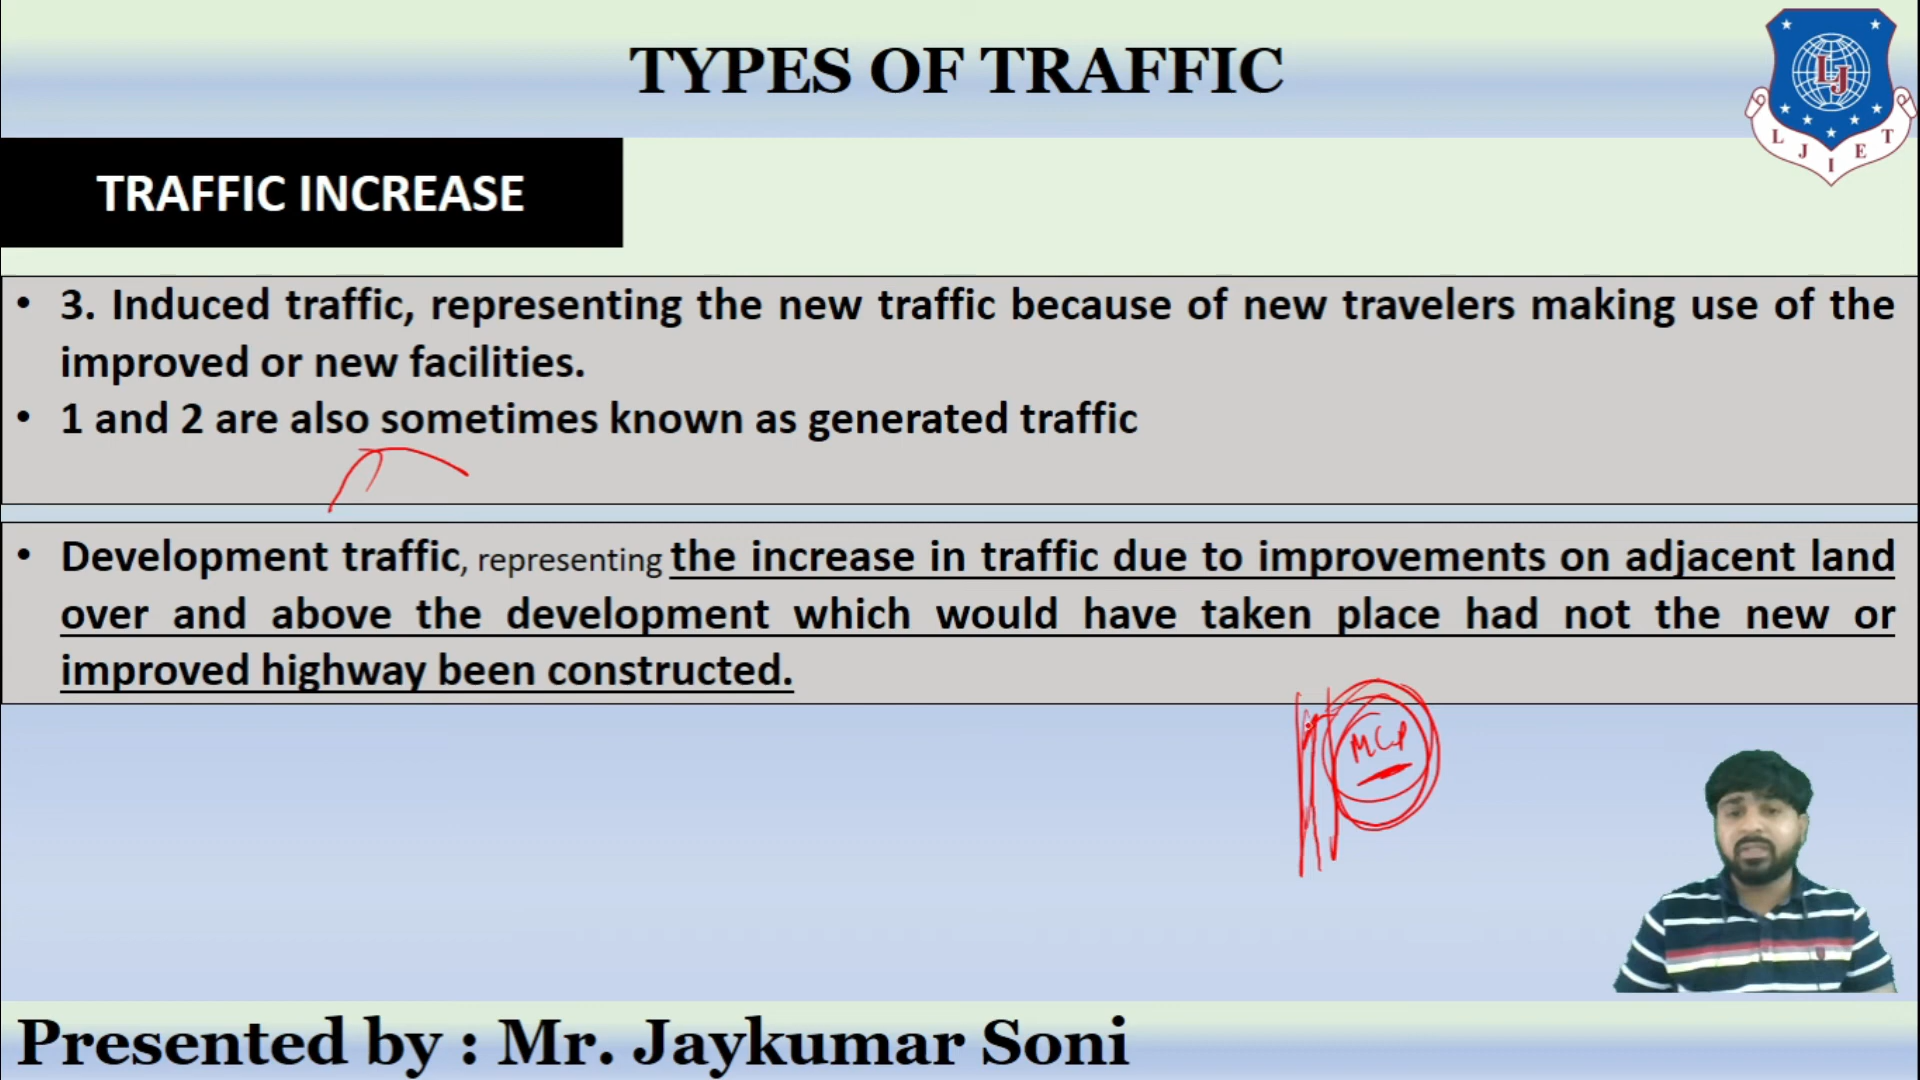 TYPES OF TRAFFIC
LJ
L J I E T
TRAFFIC INCREASE
• 3. Induced traffic, representing the new traffic because of new travelers making use of the
improved or new facilities.
• 1 and 2 are also sometimes known as generated traffic
• Development traffic, representing the increase in traffic due to improvements on adjacent land
over and above the development which would have taken place had not the new or
improved highway been constructed.
Presented by : Mr. Jaykumar Soni